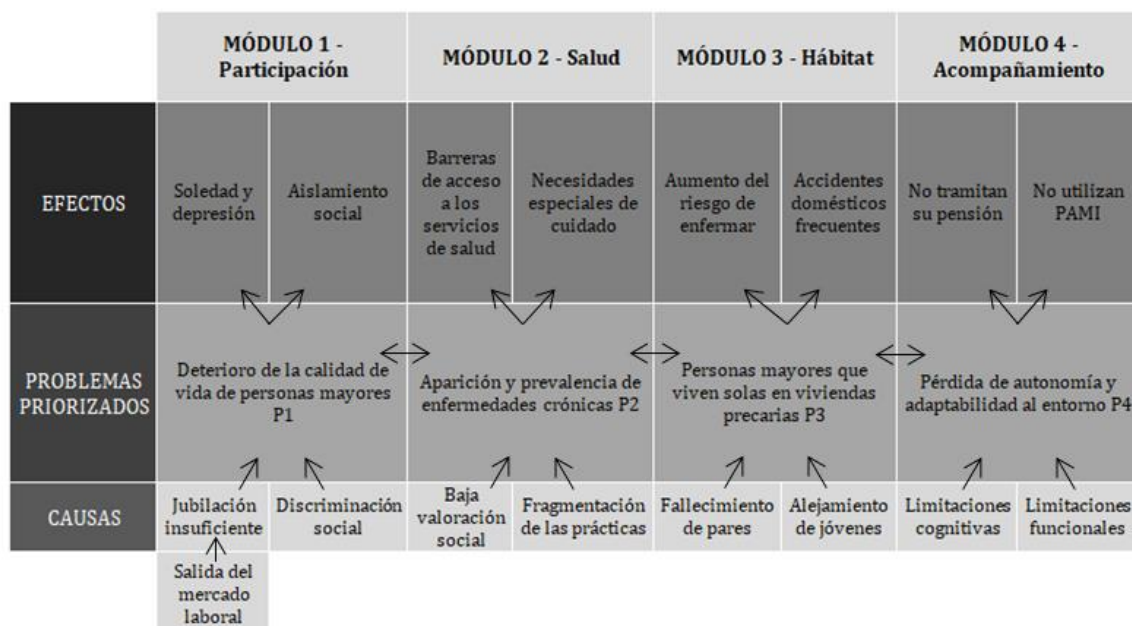 MÓDULO 1 -
Participación
MÓDULO 2 - Salud
MÓDULO 3 - Hábitat
MÓDULO 4 -
Acompañamiento
EFECTOS
Soledad y
depresión
Aislamiento
social
Barreras
de acceso
a los
servicios
de salud
Necesidades
especiales de
cuidado
Aumento del
riesgo de
enfermar
Accidentes
domésticos
frecuentes
No tramitan
su pensión
No utilizan
PAMI
PROBLEMAS
PRIORIZADOS
Deterioro de la calidad de
vida de personas mayores
P1
Aparición y prevalencia de
enfermedades crónicas P2
Personas mayores que
viven solas en viviendas
precarias P3
Pérdida de autonomía y
adaptabilidad al entorno P4
CAUSAS
Jubilación
insuficiente
Discriminación
social
Baja
valoración
social
Fragmentación
de las prácticas
Fallecimiento
de pares
Alejamiento
de jóvenes
Limitaciones
cognitivas
Limitaciones
funcionales
Salida del
mercado
laboral